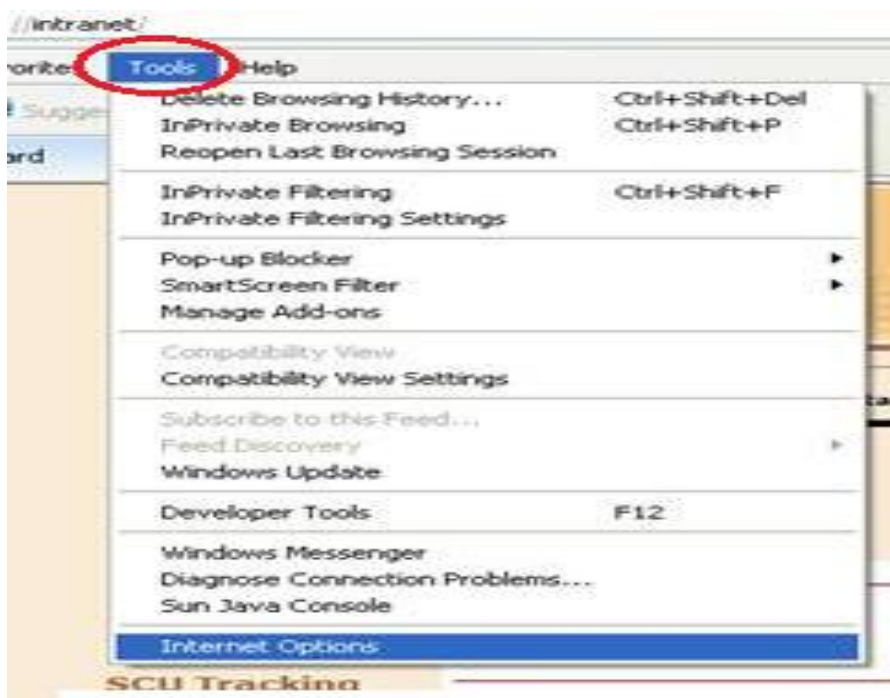 //intranet/
Tools Help
Delete Browsing History... Ctrl+Shift+Del
InPrivate Browsing Ctrl+Shift+P
Reopen Last Browsing Session
InPrivate Filtering Ctrl+Shift+F
InPrivate Filtering Settings
Pop-up Blocker
SmartScreen Filter
Manage Add-ons
Compatibility View
Compatibility View Settings
Subscribe to this Feed...
Feed Discovery
Windows Update
Developer Tools F12
Windows Messenger
Diagnose Connection Problems...
Sun Java Console
Internet Options
SCU Tracking